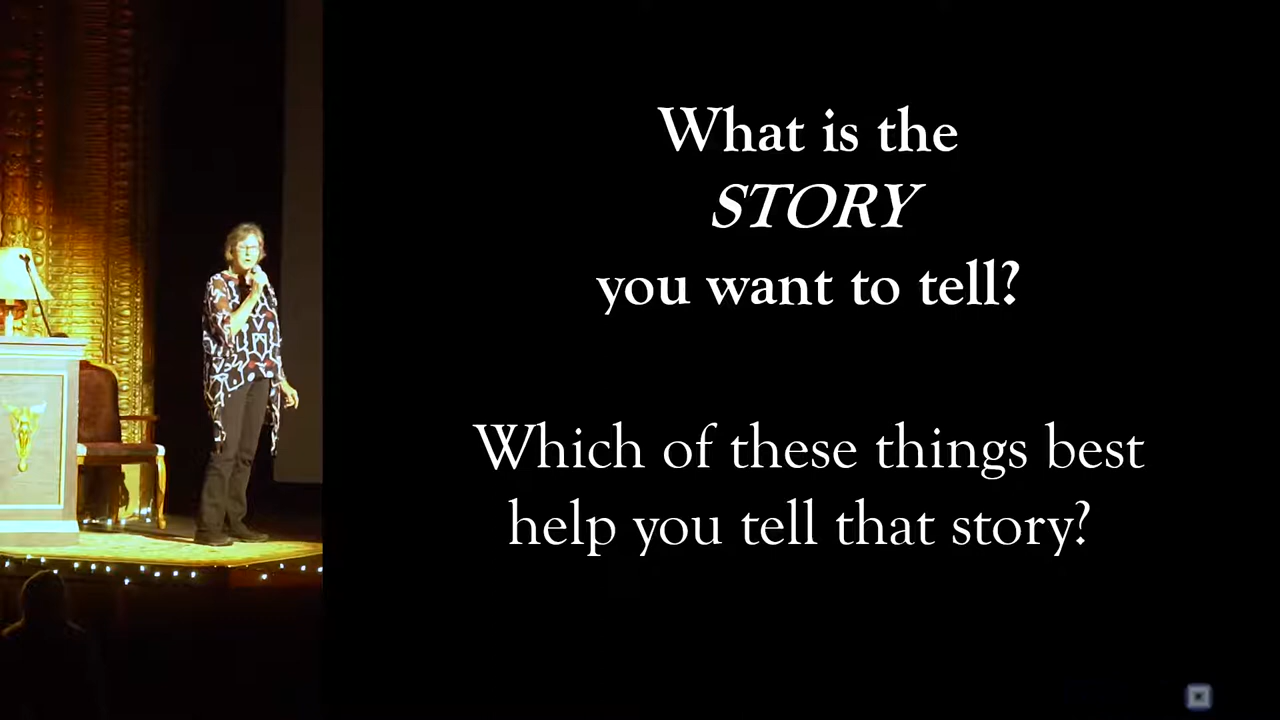 What is the
STORY
you want to tell?
Which of these things best
help you tell that story?